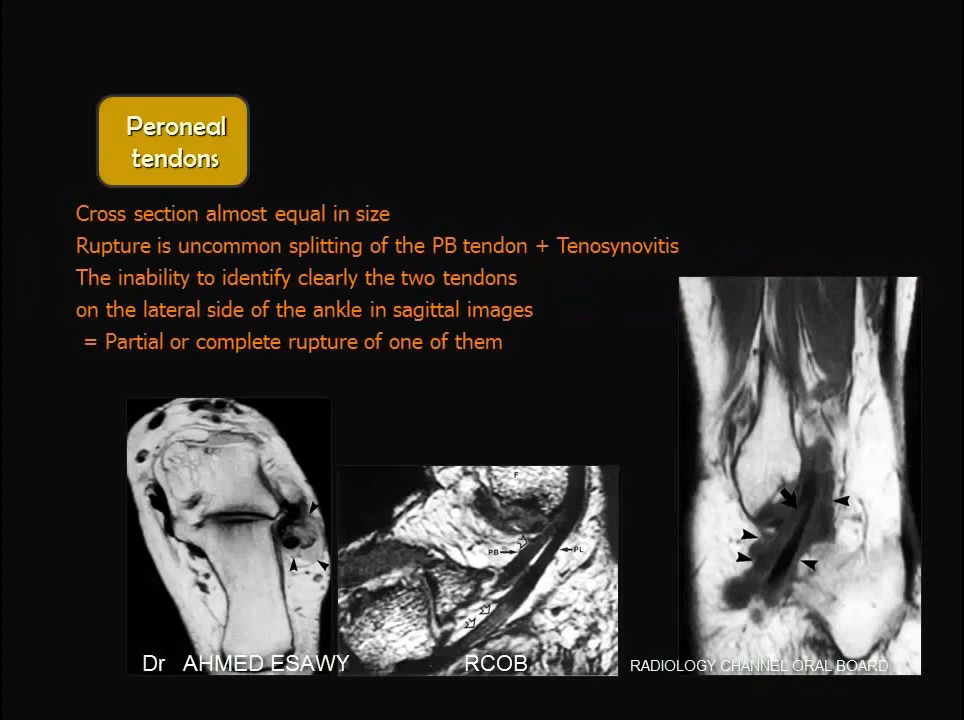 Peroneal
tendons
Cross section almost equal in size
Rupture is uncommon splitting of the PB tendon + Tenosynovitis
The inability to identify clearly the two tendons
on the lateral side of the ankle in sagittal images
= Partial or complete rupture of one of them
F
PB
PL
Dr AHMED ESAWY
RCOB
RADIOLOGY CHANNEL ORAL BOARD